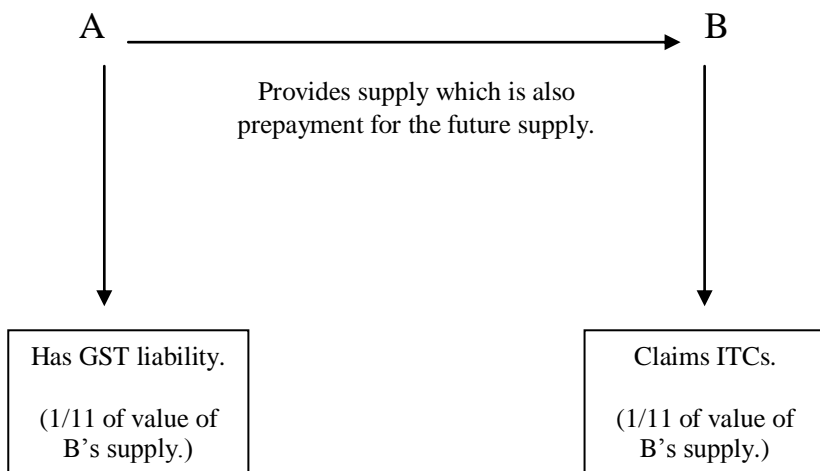 A B
Provides supply which is also
prepayment for the future supply.
Has GST liability.
(1/11 of value of
B’s supply.)
Claims ITCs.
(1/11 of value of
B’s supply.)